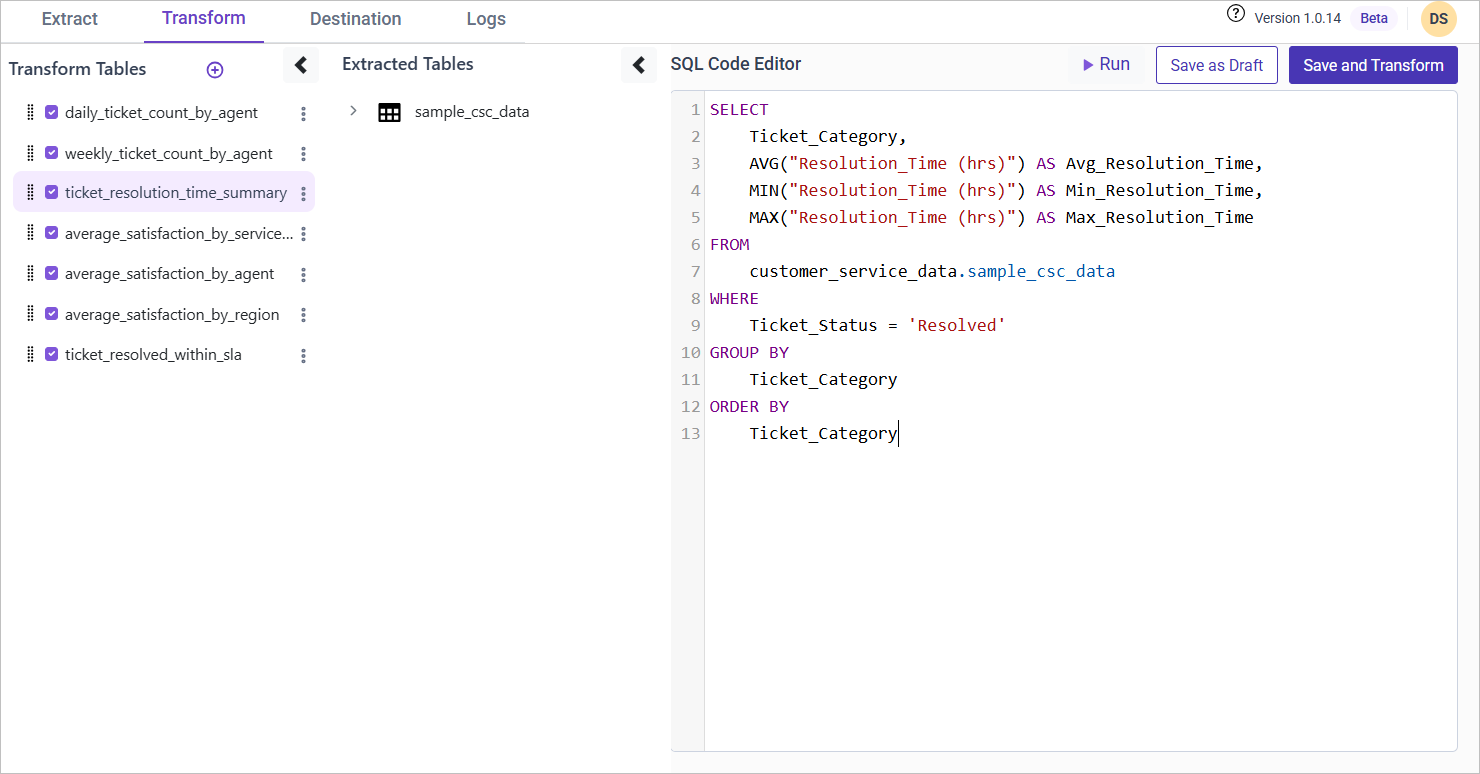 Extract Transform Destination Logs Version 1.0.14 Beta DS
Transform Tables
daily_ticket_count_by_agent
weekly_ticket_count_by_agent
ticket_resolution_time_summary
average_satisfaction_by_service...
average_satisfaction_by_agent
average_satisfaction_by_region
ticket_resolved_within_sla
Extracted Tables
sample_csc_data
SQL Code Editor Run Save as Draft Save and Transform
1 SELECT
2     Ticket_Category,
3     AVG("Resolution_Time (hrs)") AS Avg_Resolution_Time,
4     MIN("Resolution_Time (hrs)") AS Min_Resolution_Time,
5     MAX("Resolution_Time (hrs)") AS Max_Resolution_Time
6 FROM
7     customer_service_data.sample_csc_data
8 WHERE
9     Ticket_Status = 'Resolved'
10 GROUP BY
11     Ticket_Category
12 ORDER BY
13     Ticket_Category